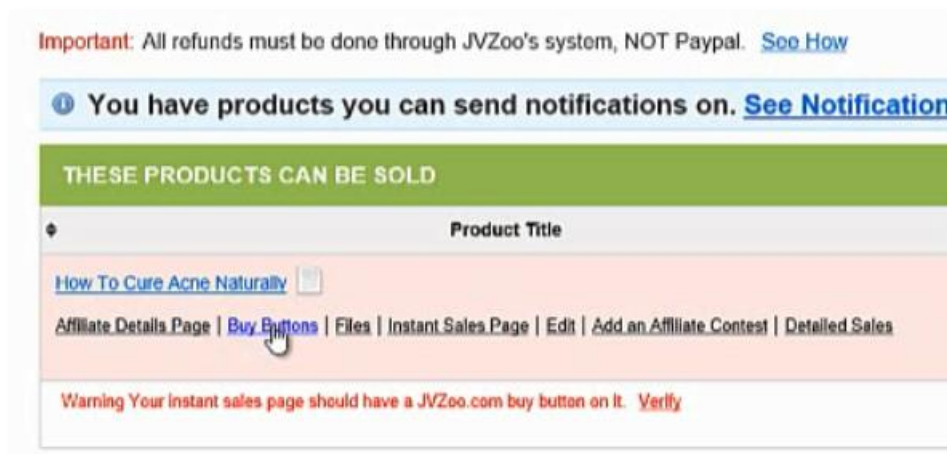 Important: All refunds must be done through JVZoo's system, NOT Paypal. See How
You have products you can send notifications on. See Notification
THESE PRODUCTS CAN BE SOLD
Product Title
How To Cure Acne Naturally
Affiliate Details Page | Buy Buttons | Files | Instant Sales Page | Edit | Add an Affiliate Contest | Detailed Sales
Warning Your instant sales page should have a JVZoo.com buy button on it. Verify